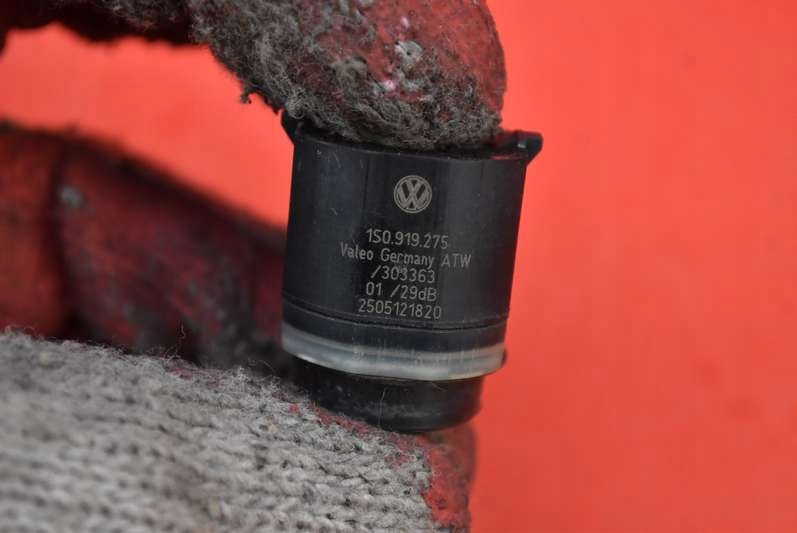 1S0.919.275
Valeo Germany ATW
/303363
01 /29dB
2505121820